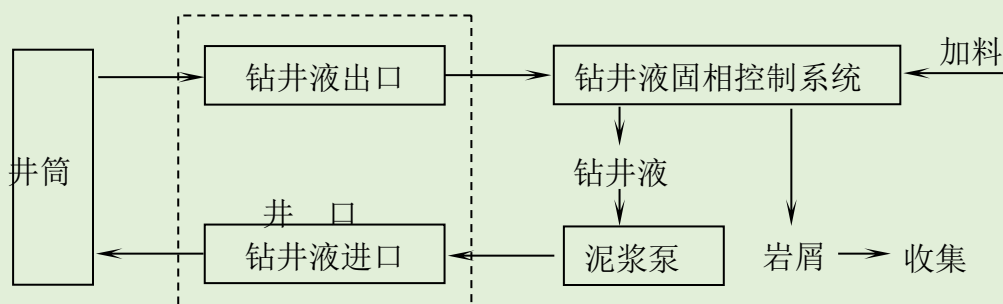 加料
钻井液出口
钻井液固相控制系统
井筒
钻井液
井 口
钻井液进口
泥浆泵
岩屑
收集